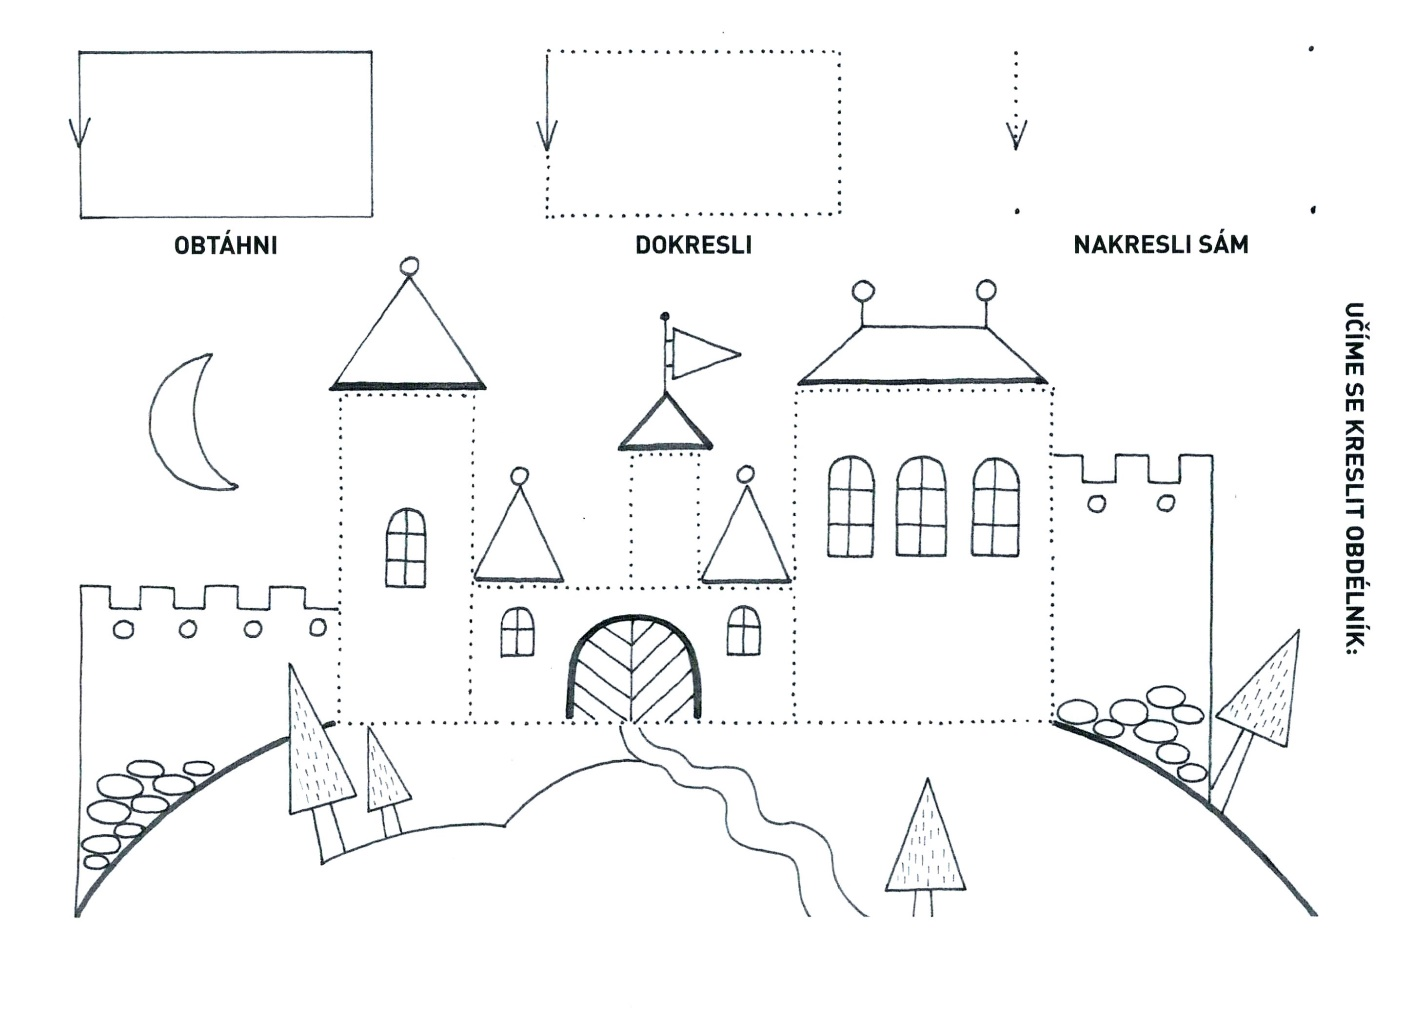 OBTÁHNI
DOKRESLI
NAKRESLI SÁM
UČÍME SE KRESLIT OBDÉLNÍK: